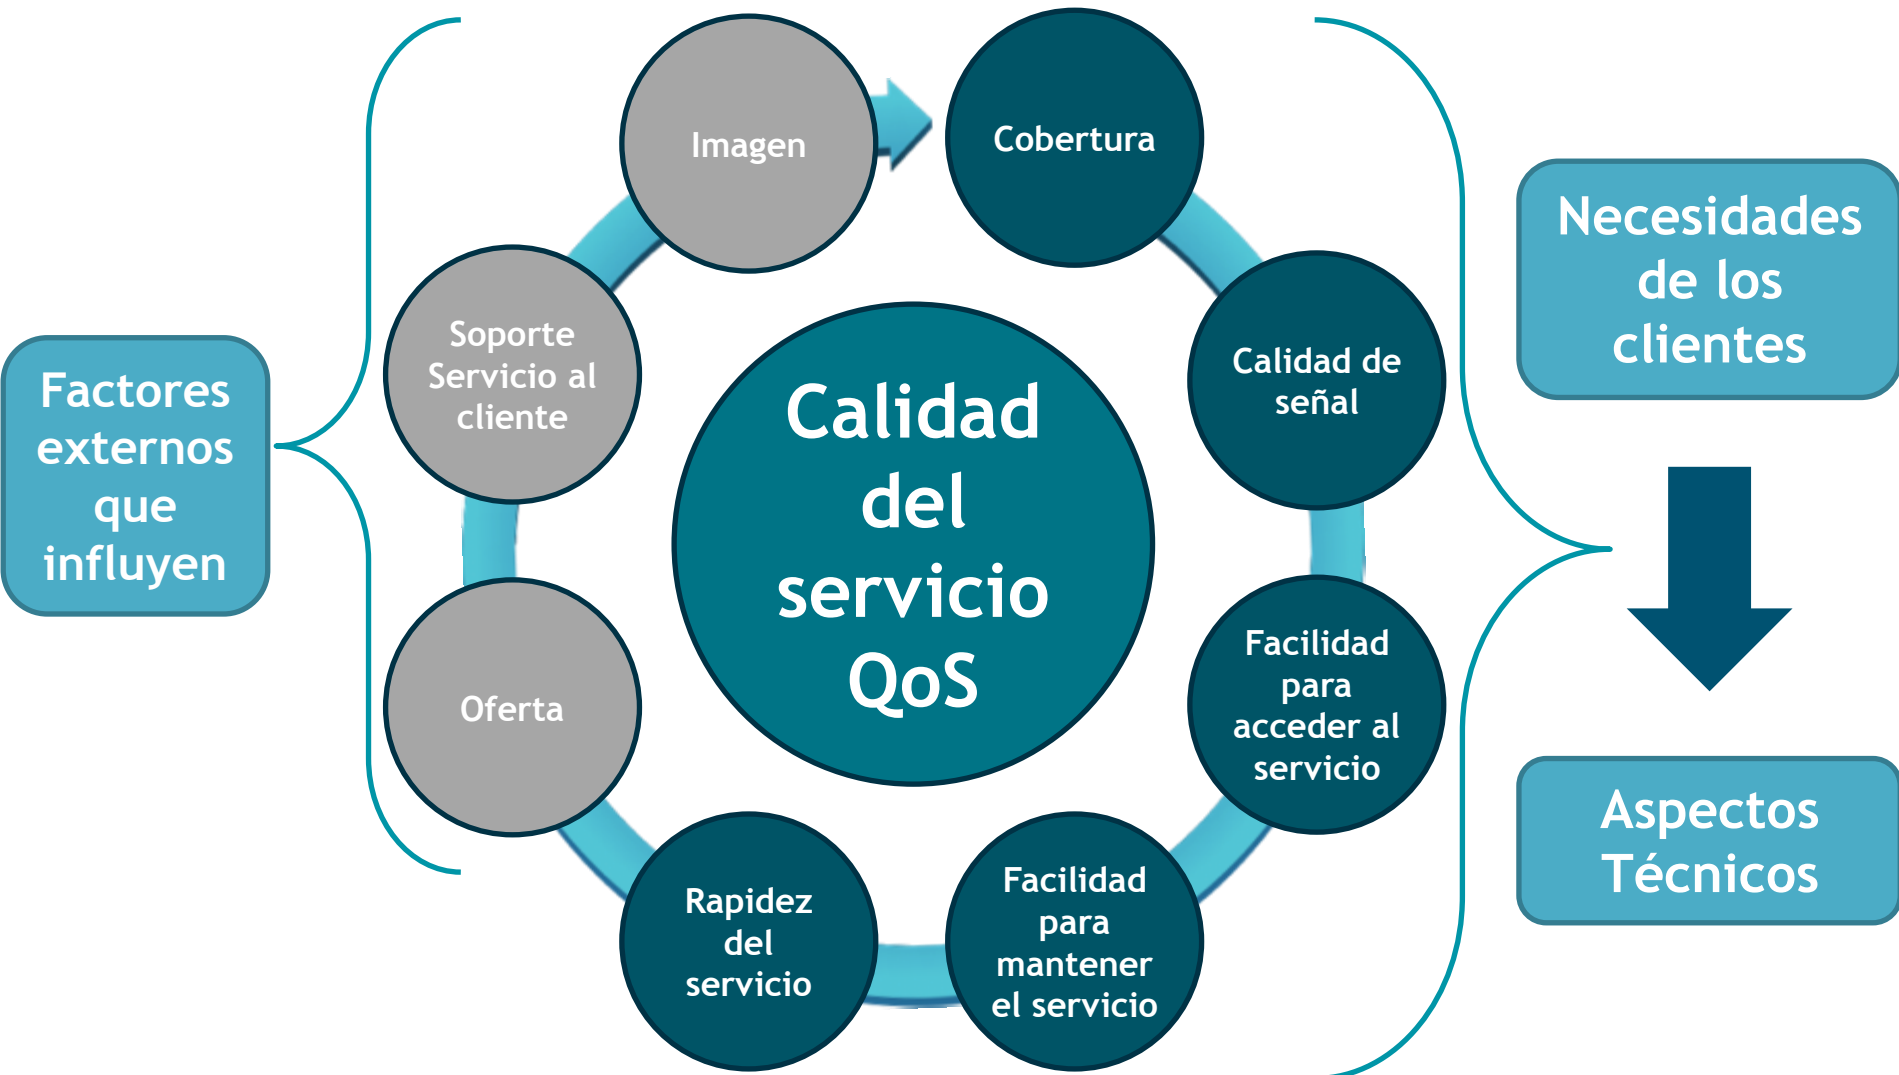 Factores
externos
que
influyen
Imagen
Soporte
Servicio al
cliente
Oferta
Calidad
del
servicio
QoS
Cobertura
Calidad de
señal
Facilidad
para
acceder al
servicio
Facilidad
para
mantener
el servicio
Rapidez
del
servicio
Necesidades
de los
clientes
Aspectos
Técnicos